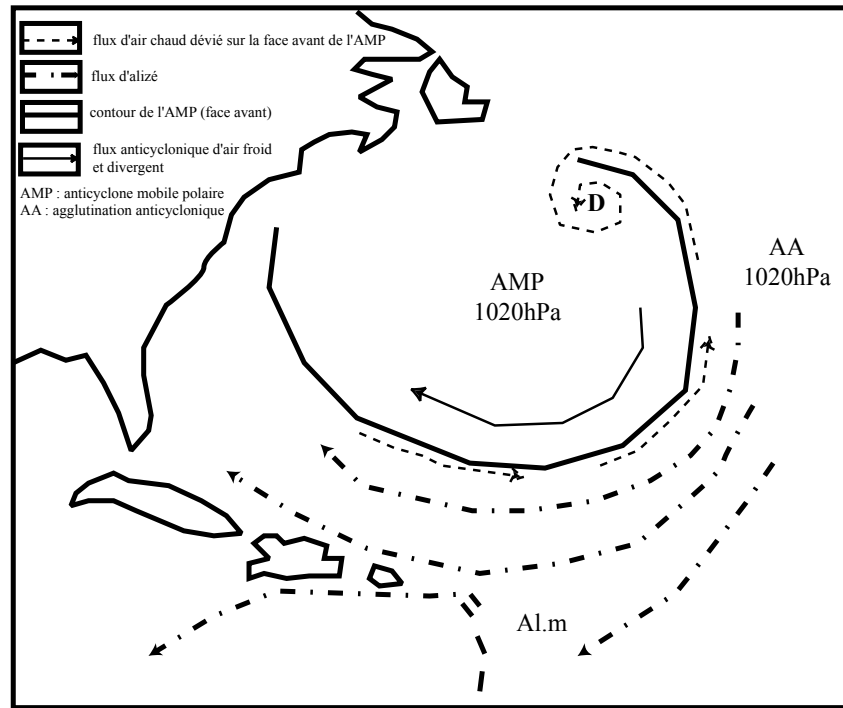 flux d'air chaud dévié sur la face avant de l'AMP
flux d'alizé
contour de l'AMP (face avant)
flux anticyclonique d'air froid
et divergent
AMP : anticyclone mobile polaire
AA : agglutination anticyclonique
D
AA
1020hPa
AMP
1020hPa
Al.m